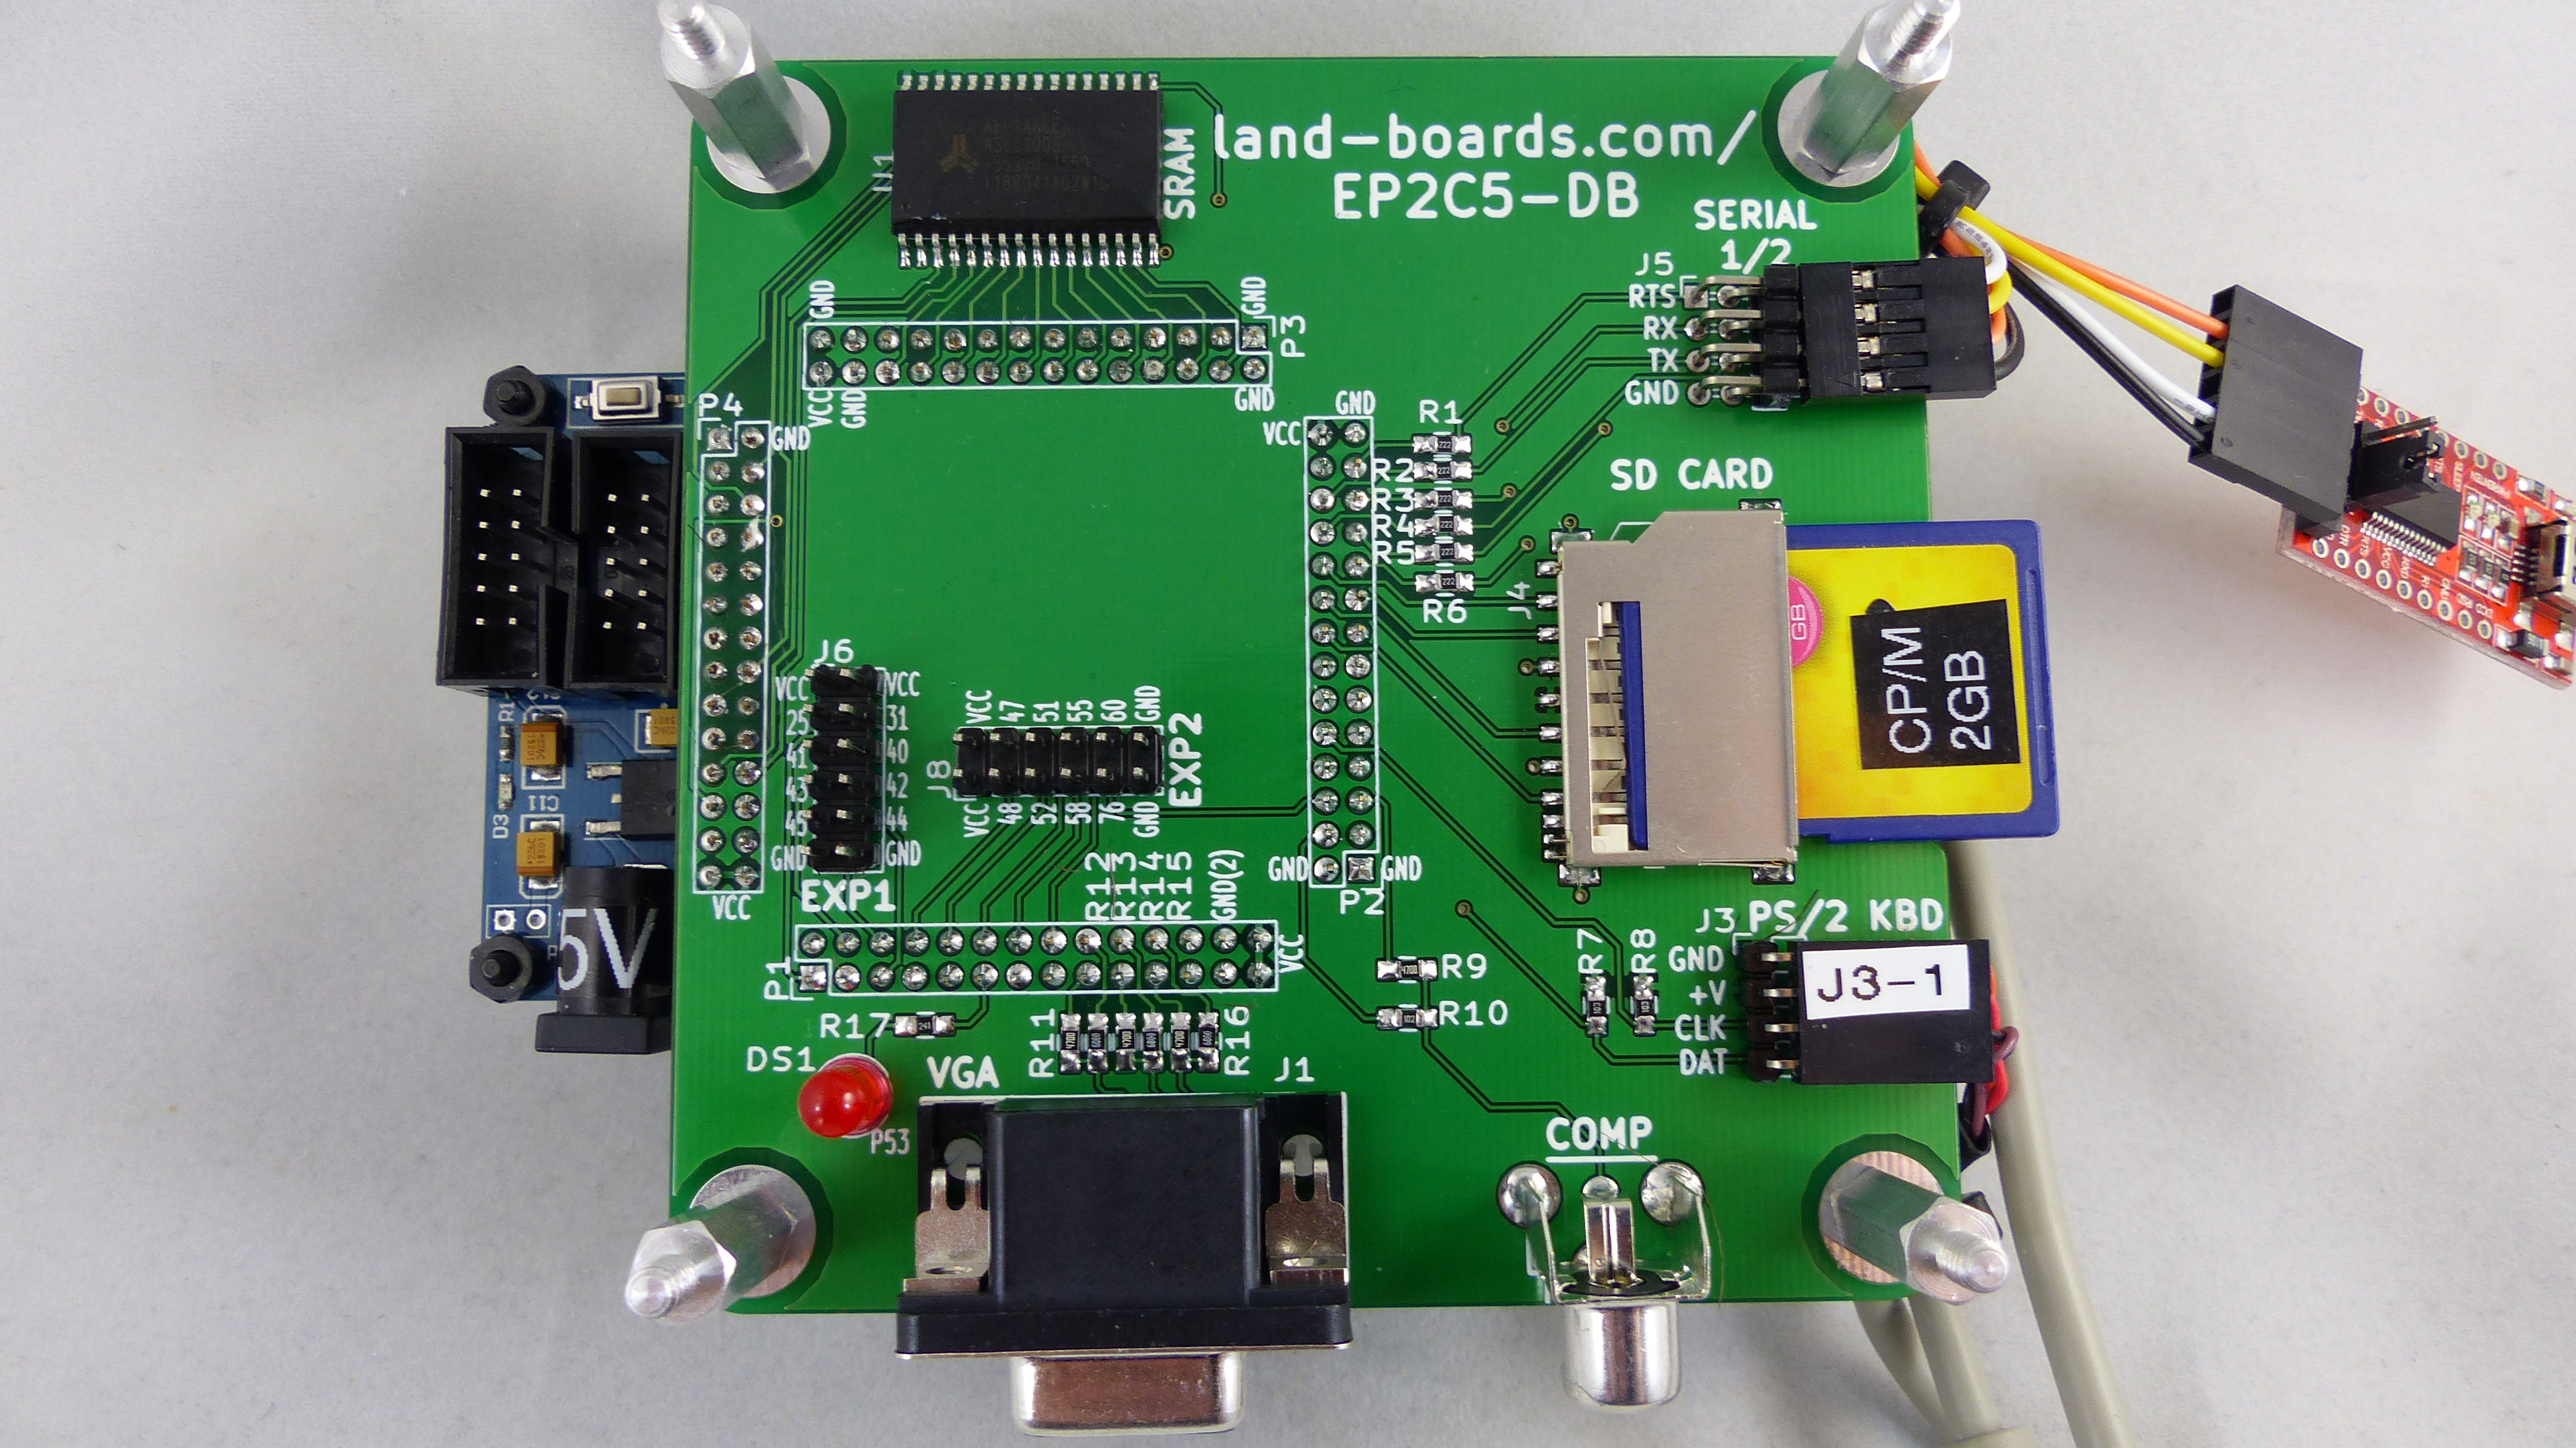 land-boards.com/
EP2C5-DB
U1
SRAM
SERIAL
1/2
J5
RTS
RX
TX
GND
GND
GND
P3
VCC
GND
GND
P4
GND
VCC
GND
VCC
R1
R2
R3
R4
R5
R6
SD CARD
J4
CP/M
2GB
GB
J6
VCC
VCC
25
31
41
40
43
42
45
44
GND
GND
EXP1
J8
VCC
47
51
55
60
GND
VCC
48
52
58
76
GND
EXP2
R12
R13
R14
R15
GND(2)
GND
GND
P2
P1
VCC
R17
241
R11
R16
R9
R10
R7
R8
J3 PS/2 KBD
GND
+V
CLK
DAT
J3-1
DS1
P53
VGA
J1
COMP
D3
C11
5V